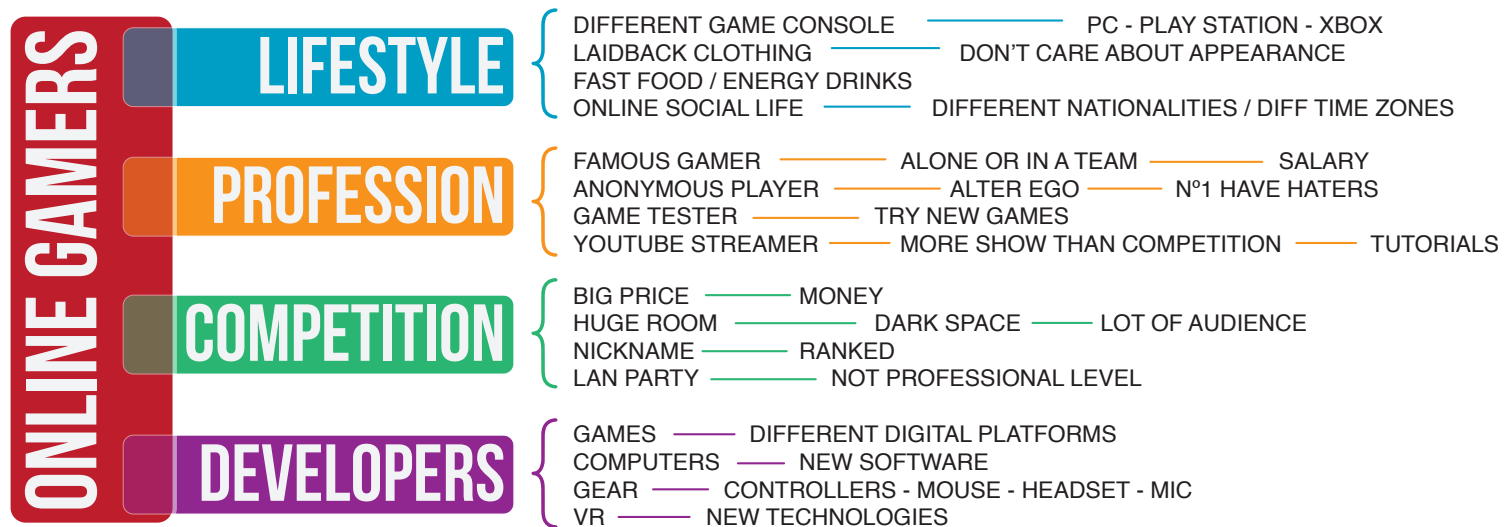 ONLINE GAMERS
LIFESTYLE
DIFFERENT GAME CONSOLE PC - PLAY STATION - XBOX
LAIDBACK CLOTHING DON'T CARE ABOUT APPEARANCE
FAST FOOD / ENERGY DRINKS
ONLINE SOCIAL LIFE DIFFERENT NATIONALITIES / DIFF TIME ZONES
PROFESSION
FAMOUS GAMER ALONE OR IN A TEAM SALARY
ANONYMOUS PLAYER ALTER EGO Nº1 HAVE HATERS
GAME TESTER TRY NEW GAMES
YOUTUBE STREAMER MORE SHOW THAN COMPETITION TUTORIALS
COMPETITION
BIG PRICE MONEY
HUGE ROOM DARK SPACE LOT OF AUDIENCE
NICKNAME RANKED
LAN PARTY NOT PROFESSIONAL LEVEL
DEVELOPERS
GAMES DIFFERENT DIGITAL PLATFORMS
COMPUTERS NEW SOFTWARE
GEAR CONTROLLERS - MOUSE - HEADSET - MIC
VR NEW TECHNOLOGIES